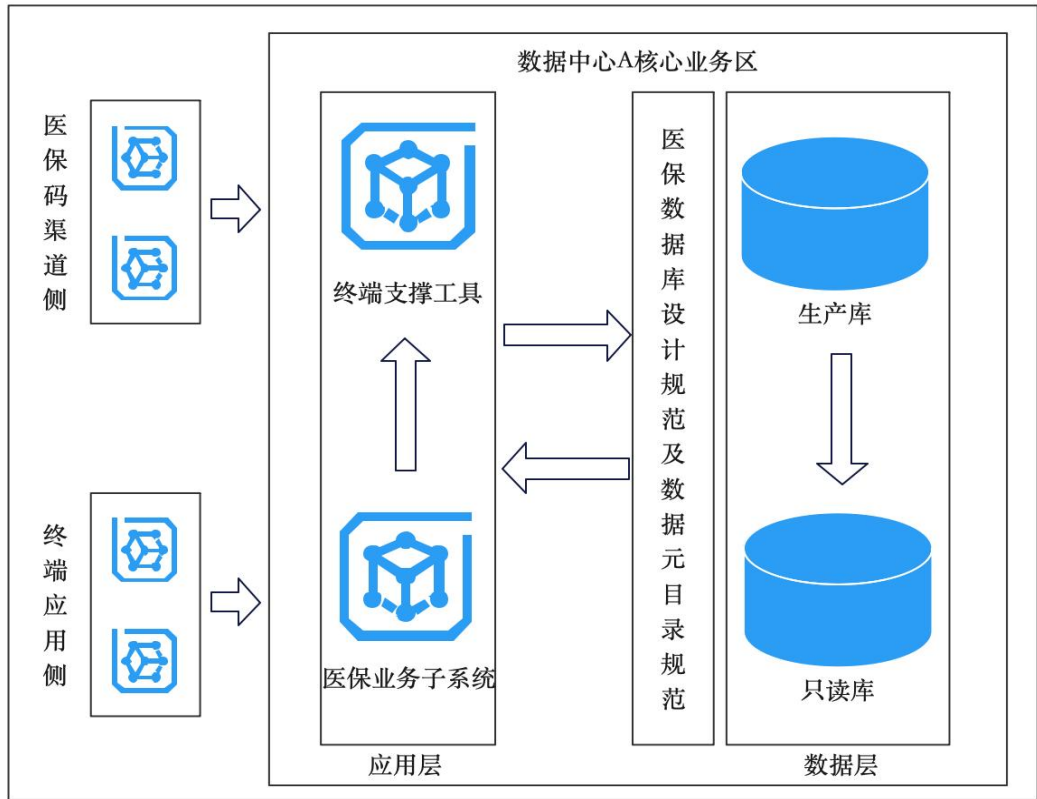 数据中心A核心业务区
医保码渠道侧
终端应用侧
终端支撑工具
医保业务子系统
应用层
医保数据库设计规范及数据元目录规范
生产库
只读库
数据层